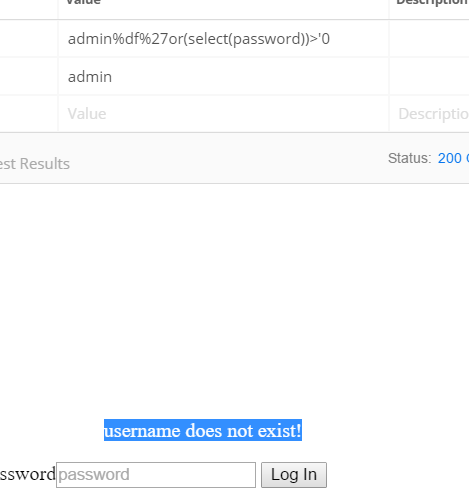 Value Description
admin%df%27or(select(password))>'0
admin
Value Descriptio
est Results Status: 200
username does not exist!
ssword password Log In